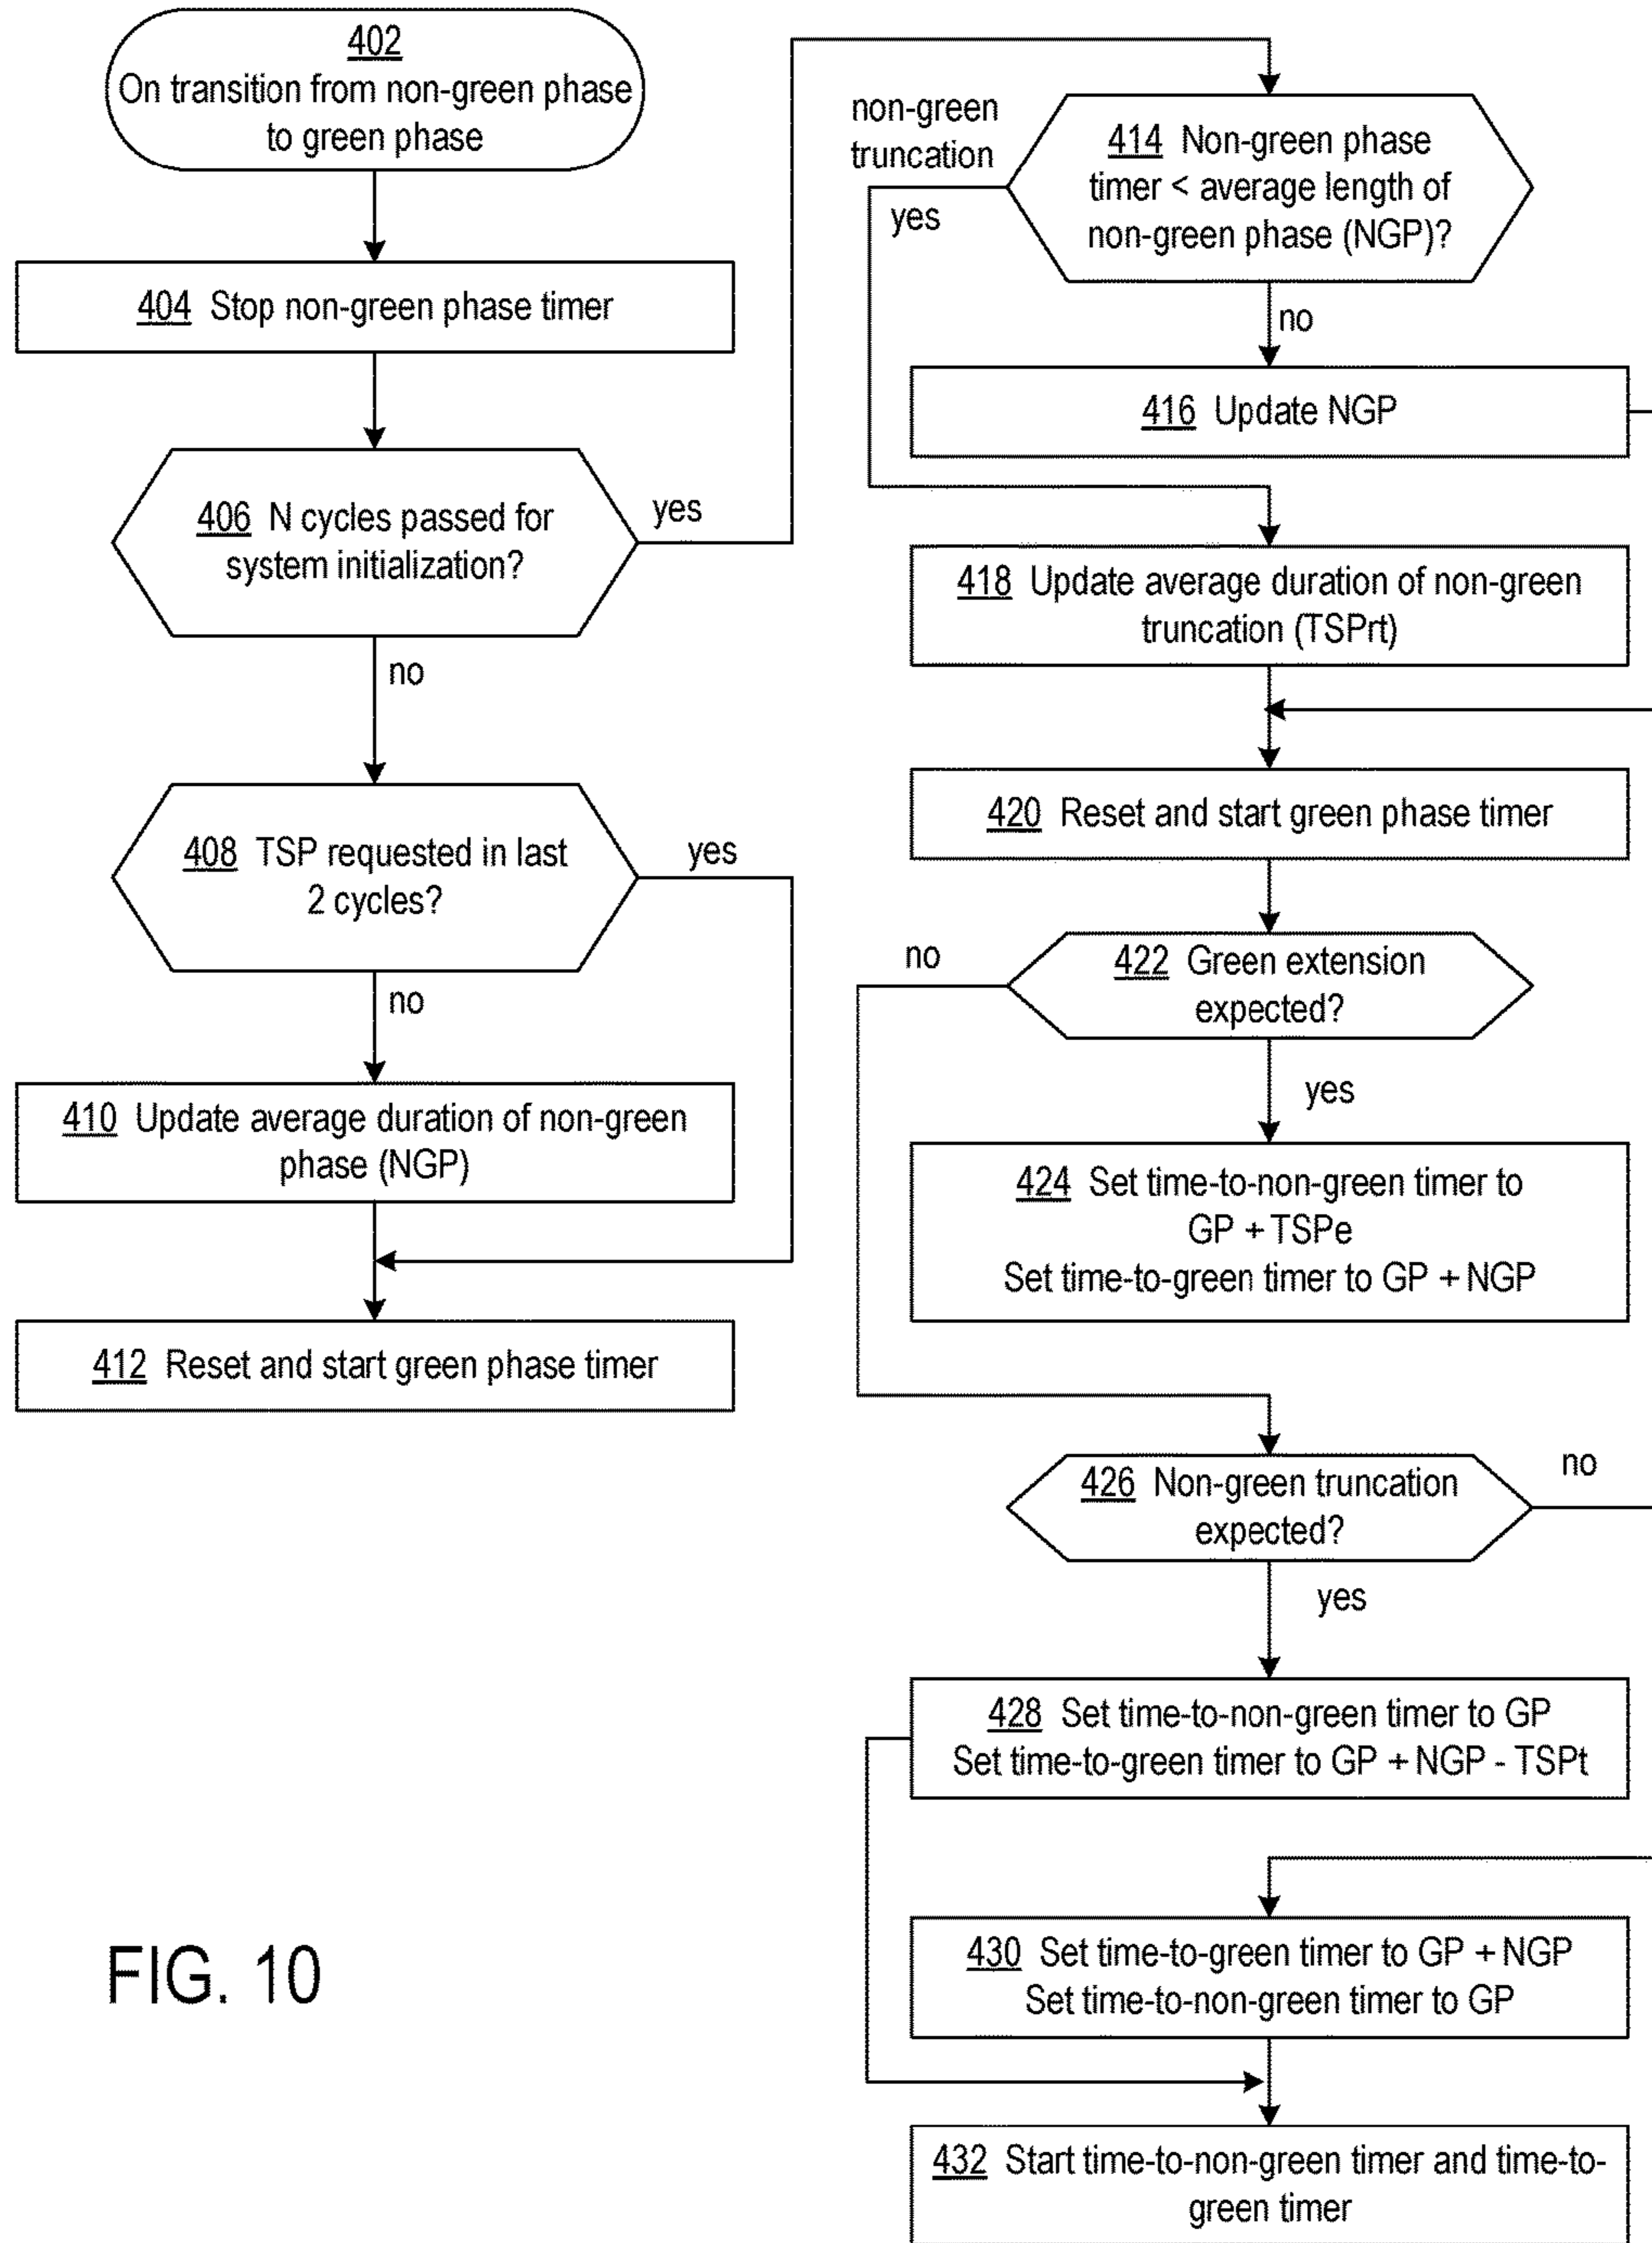 402
On transition from non-green phase
to green phase
404 Stop non-green phase timer
406 N cycles passed for
system initialization?
yes
no
408 TSP requested in last
2 cycles?
yes
no
410 Update average duration of non-green
phase (NGP)
412 Reset and start green phase timer
non-green
truncation
yes
414 Non-green phase
timer < average length of
non-green phase (NGP)?
no
416 Update NGP
418 Update average duration of non-green
truncation (TSPrt)
420 Reset and start green phase timer
no
422 Green extension
expected?
yes
424 Set time-to-non-green timer to
GP + TSPe
Set time-to-green timer to GP + NGP
426 Non-green truncation
expected?
no
yes
428 Set time-to-non-green timer to GP
Set time-to-green timer to GP + NGP - TSPt
430 Set time-to-green timer to GP + NGP
Set time-to-non-green timer to GP
432 Start time-to-non-green timer and time-to-
green timer
FIG. 10